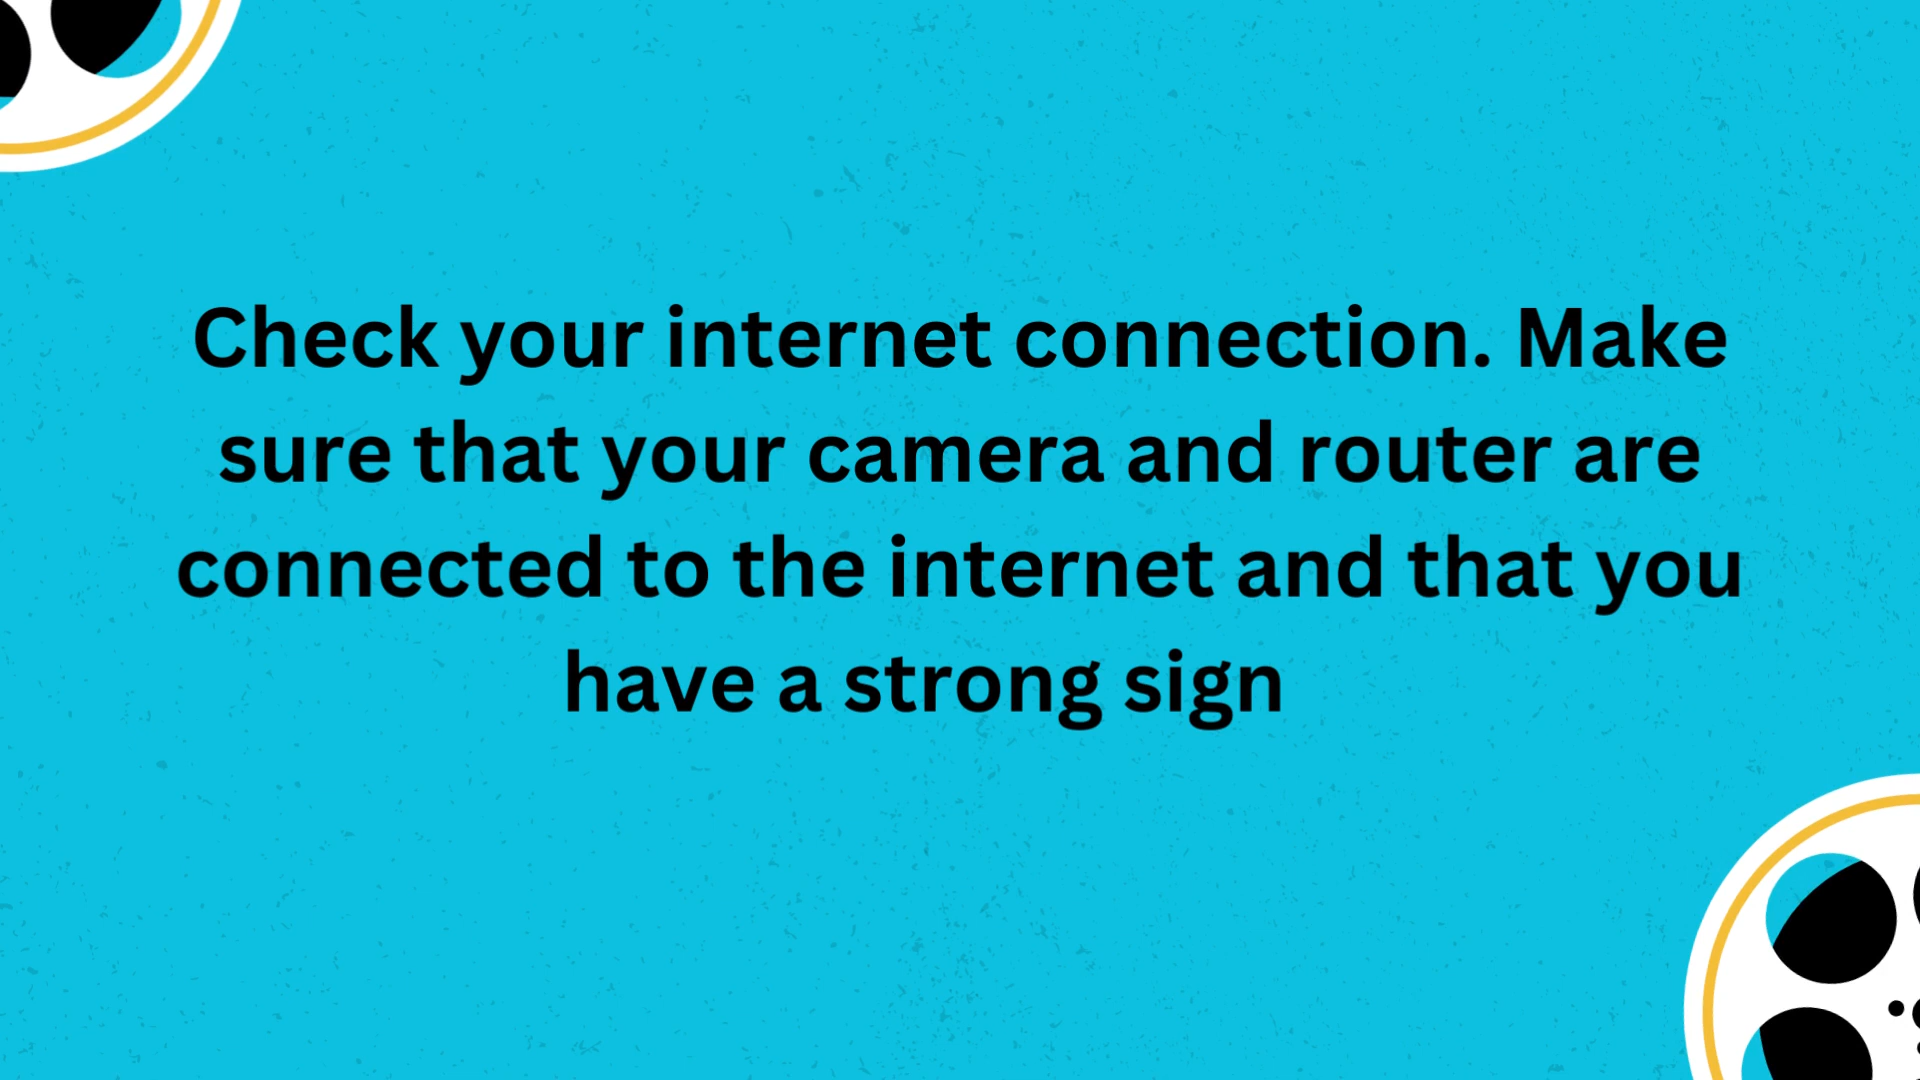 Check your internet connection. Make
sure that your camera and router are
connected to the internet and that you
have a strong sign